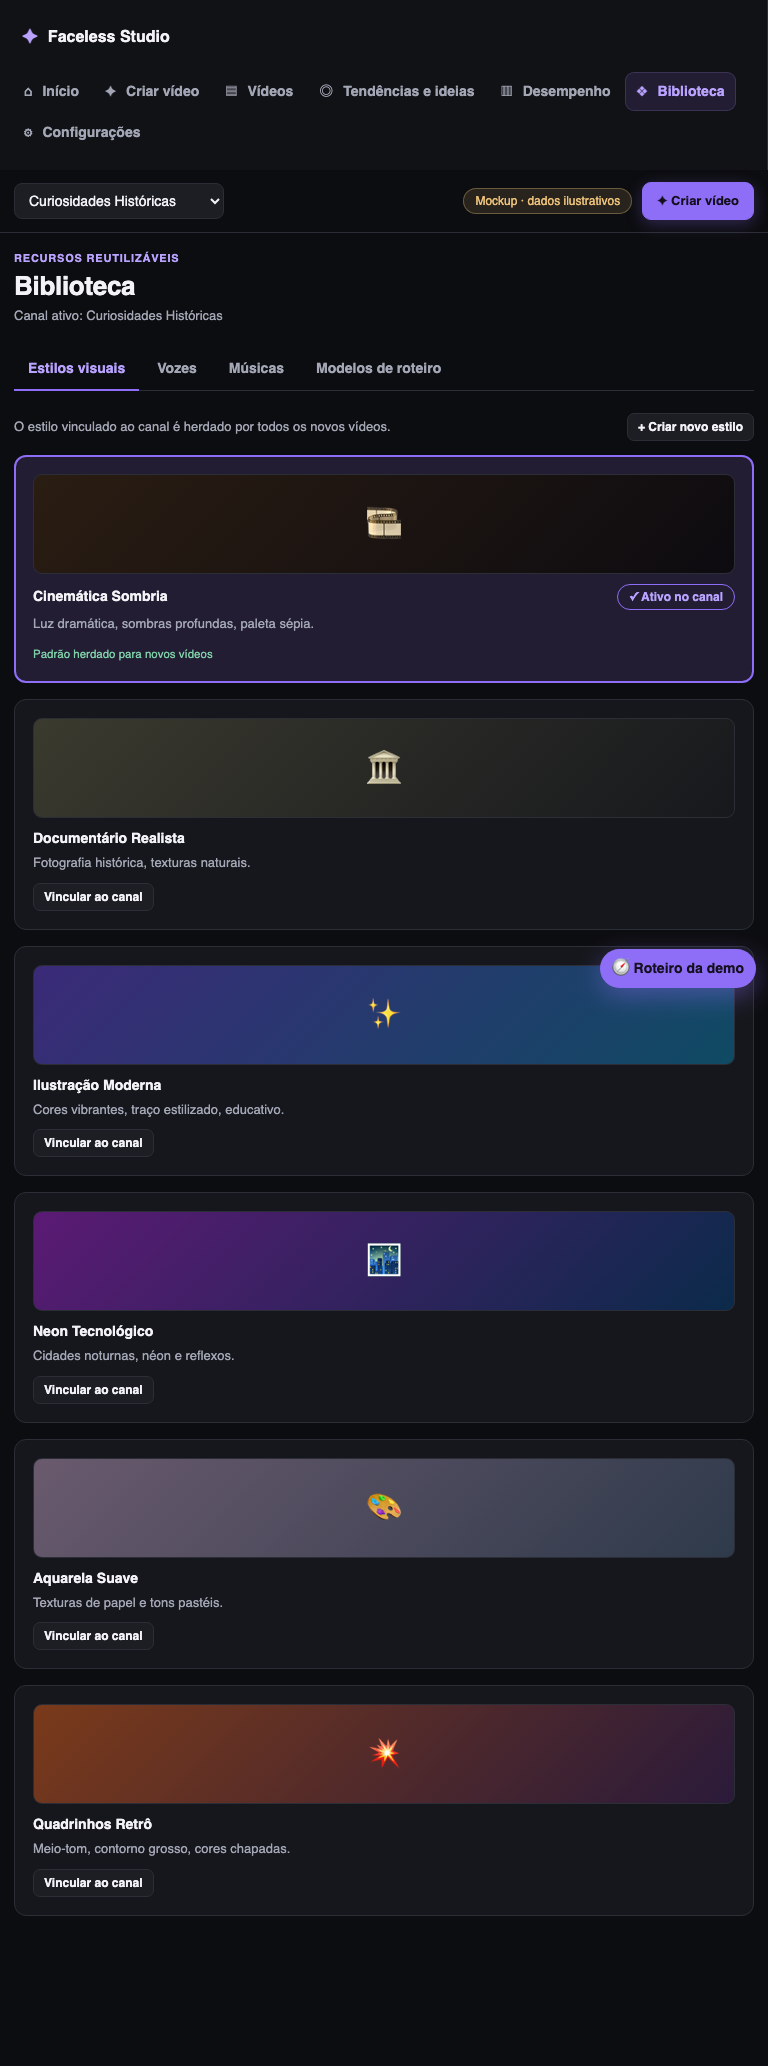 Faceless Studio
Início
Criar vídeo
Vídeos
Tendências e ideias
Desempenho
Biblioteca
Configurações
Curiosidades Históricas
Mockup · dados ilustrativos
✦ Criar vídeo
RECURSOS REUTILIZÁVEIS
Biblioteca
Canal ativo: Curiosidades Históricas
Estilos visuais
Vozes
Músicas
Modelos de roteiro
O estilo vinculado ao canal é herdado por todos os novos vídeos.
+ Criar novo estilo
Cinemática Sombria
✓ Ativo no canal
Luz dramática, sombras profundas, paleta sépia.
Padrão herdado para novos vídeos
Documentário Realista
Fotografia histórica, texturas naturais.
Vincular ao canal
Roteiro da demo
Ilustração Moderna
Cores vibrantes, traço estilizado, educativo.
Vincular ao canal
Neon Tecnológico
Cidades noturnas, néon e reflexos.
Vincular ao canal
Aquarela Suave
Texturas de papel e tons pastéis.
Vincular ao canal
Quadrinhos Retrô
Meio-tom, contorno grosso, cores chapadas.
Vincular ao canal